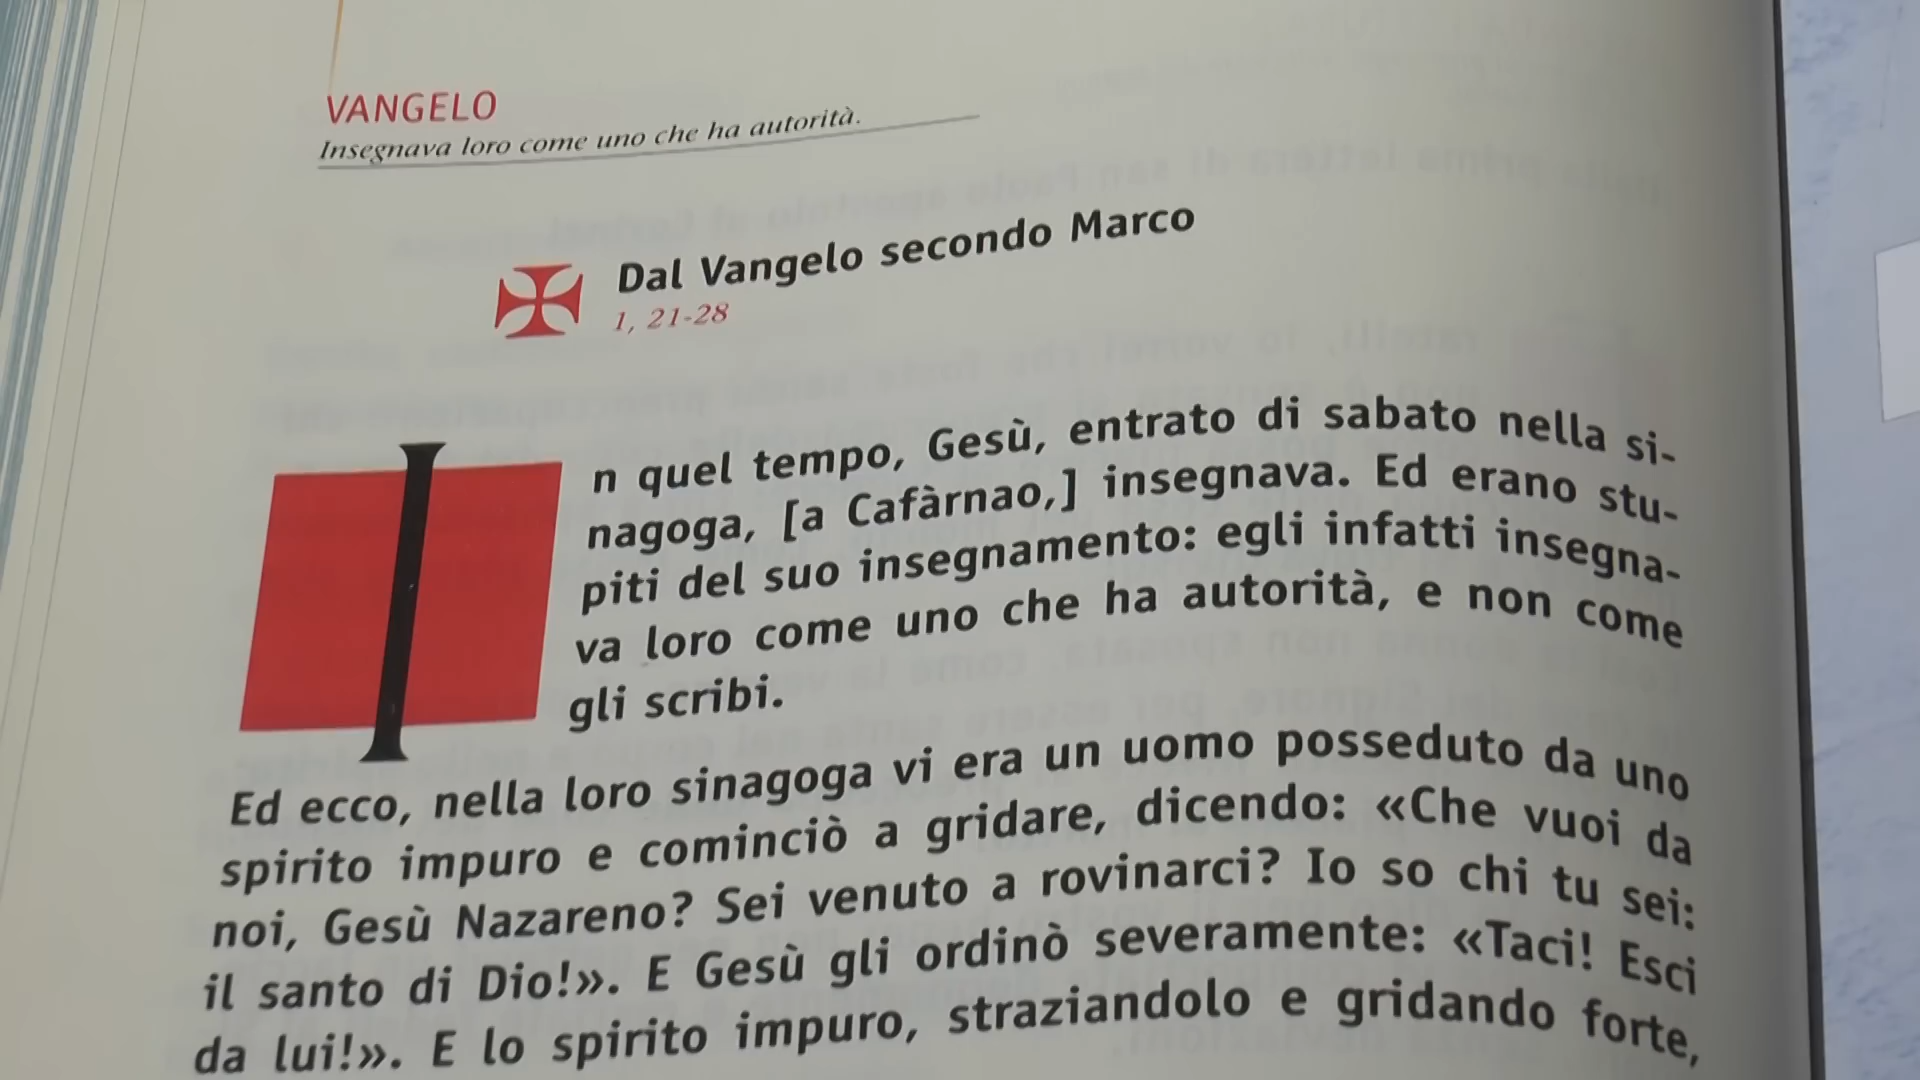 VANGELO
Insegnava loro come uno che ha autorità.
Dal Vangelo secondo Marco
1, 21-28
In quel tempo, Gesù, entrato di sabato nella si-
nagoga, [a Cafàrnao,] insegnava. Ed erano stu-
piti del suo insegnamento: egli infatti insegna-
va loro come uno che ha autorità, e non come
gli scribi.
Ed ecco, nella loro sinagoga vi era un uomo posseduto da uno
spirito impuro e cominciò a gridare, dicendo: «Che vuoi da
noi, Gesù Nazareno? Sei venuto a rovinarci? Io so chi tu sei:
il santo di Dio!». E Gesù gli ordinò severamente: «Taci! Esci
da lui!». E lo spirito impuro, straziandolo e gridando forte,